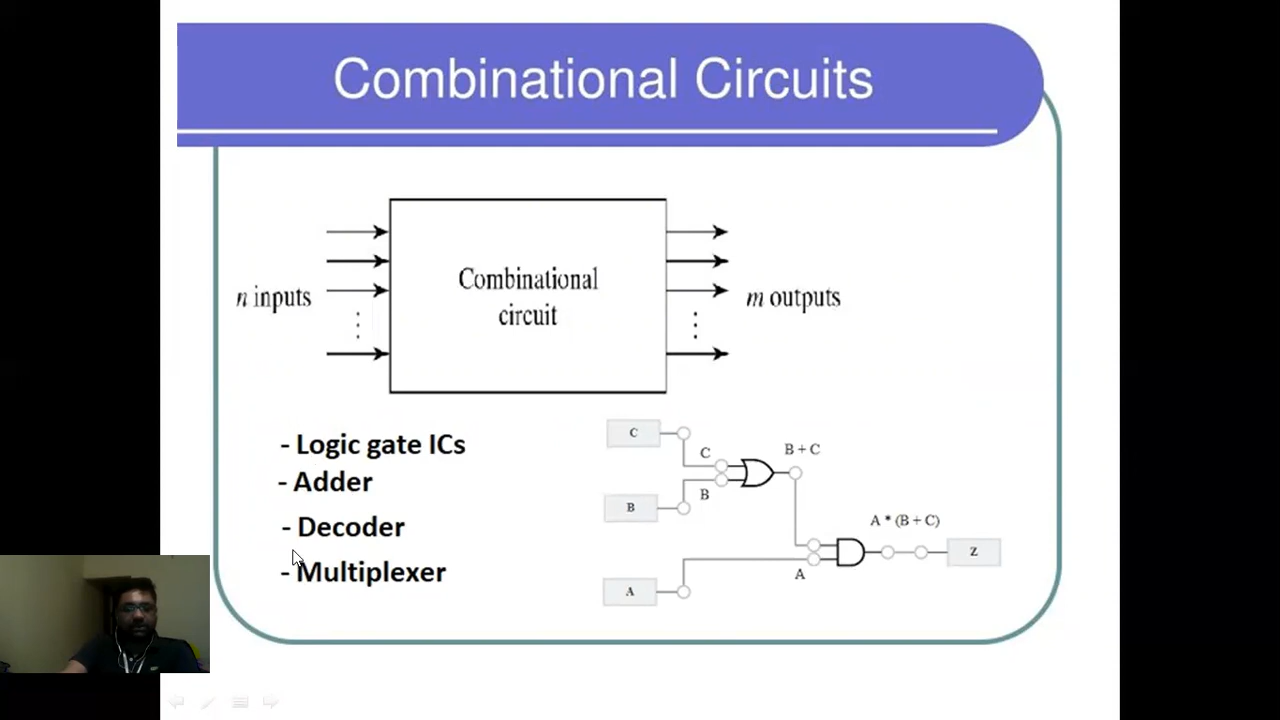 Combinational Circuits
n inputs
Combinational
circuit
m outputs
- Logic gate ICs
- Adder
- Decoder
- Multiplexer
C
C
B + C
B
B
A * (B + C)
Z
A
A